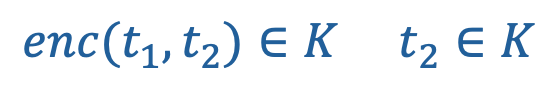 enc(t₁, t₂) ∈ K t₂ ∈ K